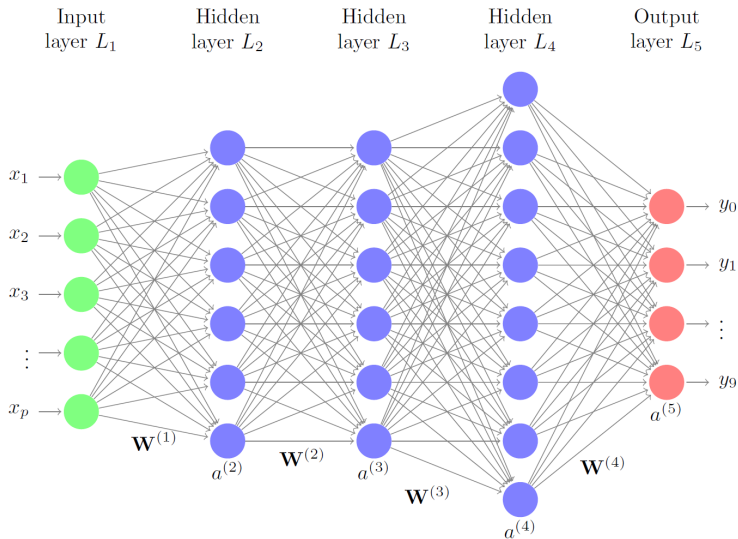 Input
layer L₁
Hidden
layer L₂
Hidden
layer L₃
Hidden
layer L₄
Output
layer L₅
x₁
x₂
x₃
⋮
xₚ
W⁽¹⁾
a⁽²⁾
W⁽²⁾
a⁽³⁾
W⁽³⁾
a⁽⁴⁾
W⁽⁴⁾
a⁽⁵⁾
y₀
y₁
⋮
y₉